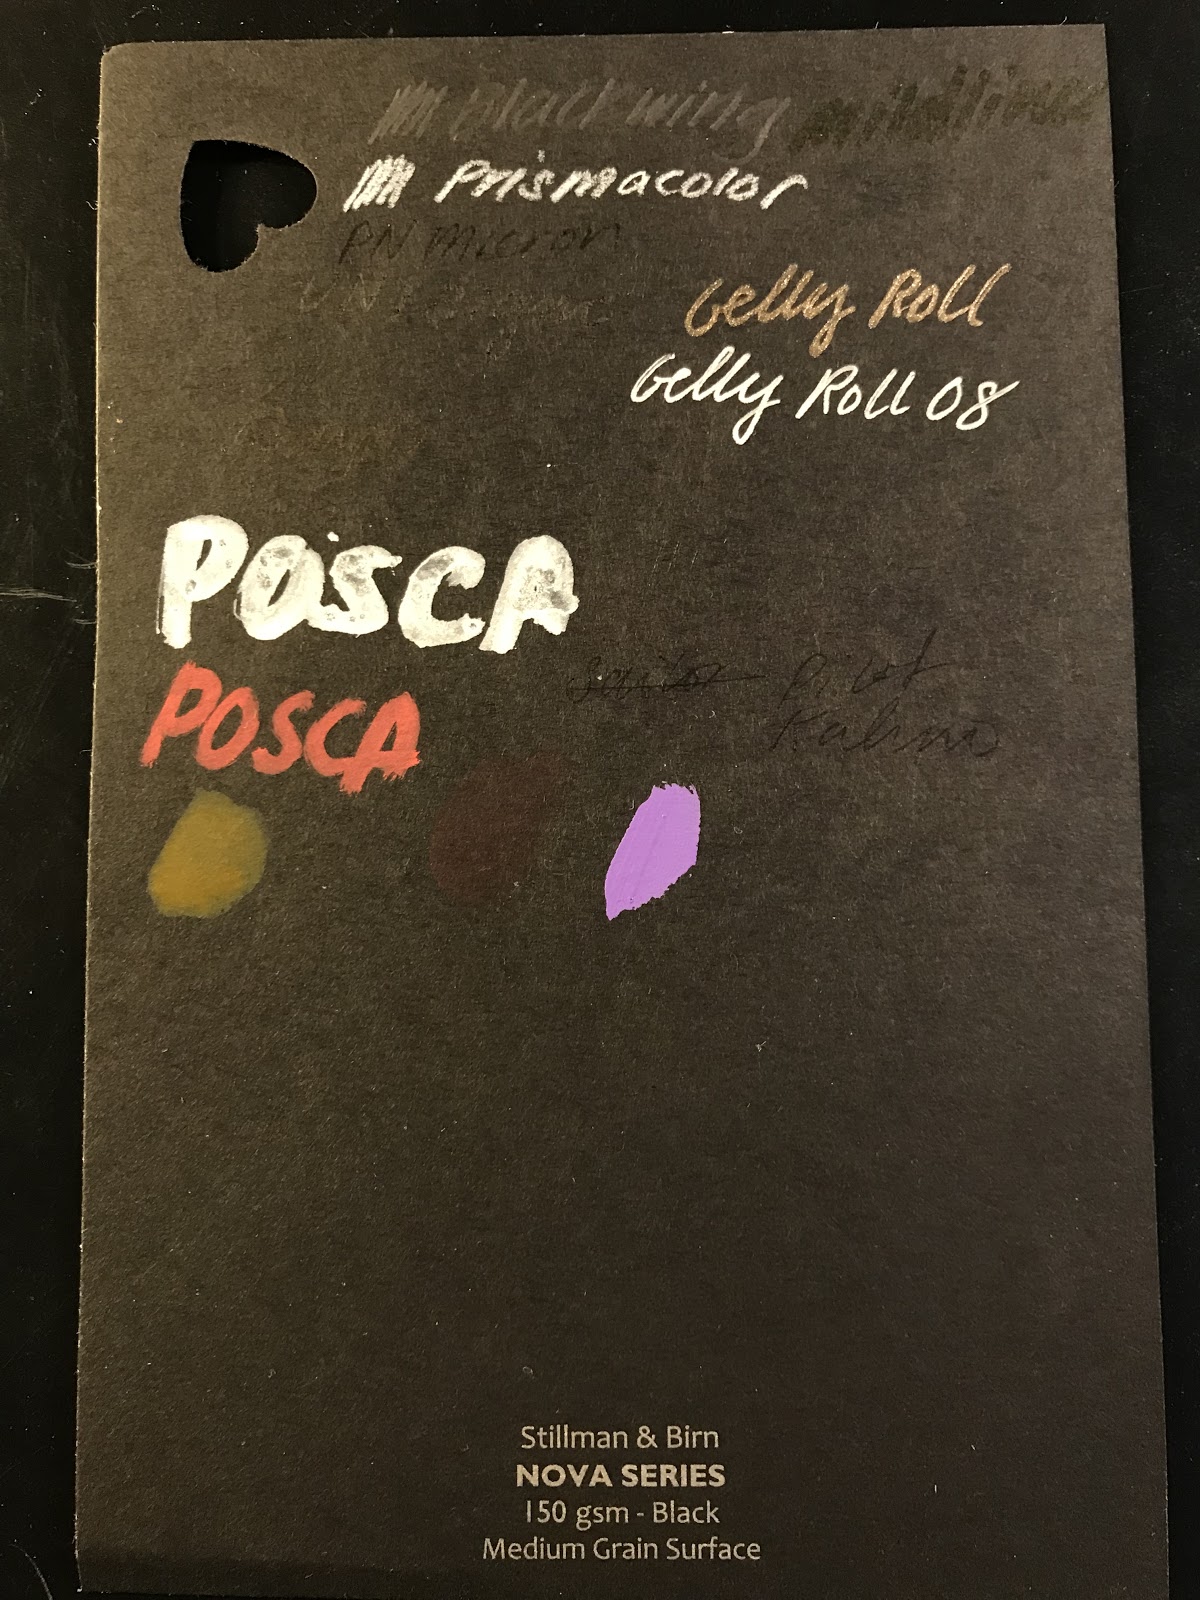 Blackwing
Prismacolor
PN Micron
Gelly Roll
Gelly Roll 08
POSCA
POSCA
Pilot
Stillman & Birn
NOVA SERIES
150 gsm - Black
Medium Grain Surface